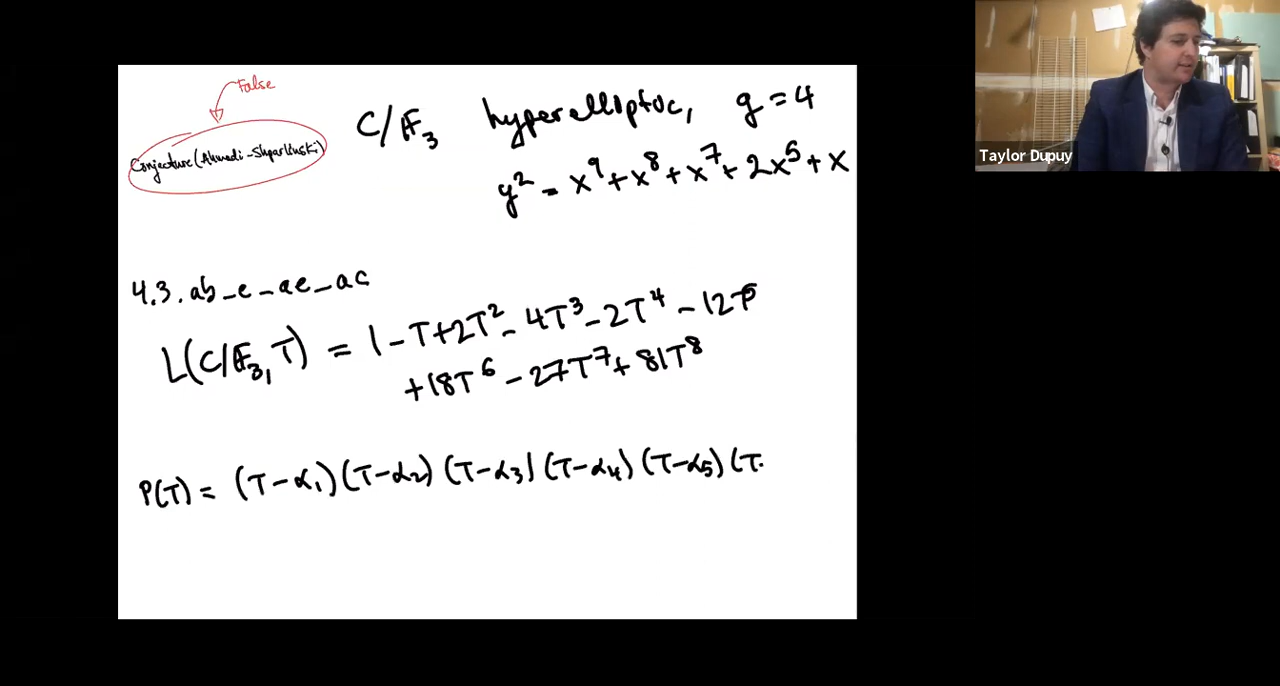 False
Conjecture (Ahmadi-Shparlinski)
C/𝔽₃ hyperelliptic, g = 4
y² = x⁹ + x⁸ + x⁷ + 2x⁵ + x
4.3.ab_c_ae_ac
L(C/𝔽₃, T) = 1 - T + 2T² - 4T³ - 2T⁴ - 12T⁵
+ 18T⁶ - 27T⁷ + 81T⁸
P(T) = (T-α₁)(T-α₂)(T-α₃)(T-α₄)(T-α₅)(T-
Taylor Dupuy